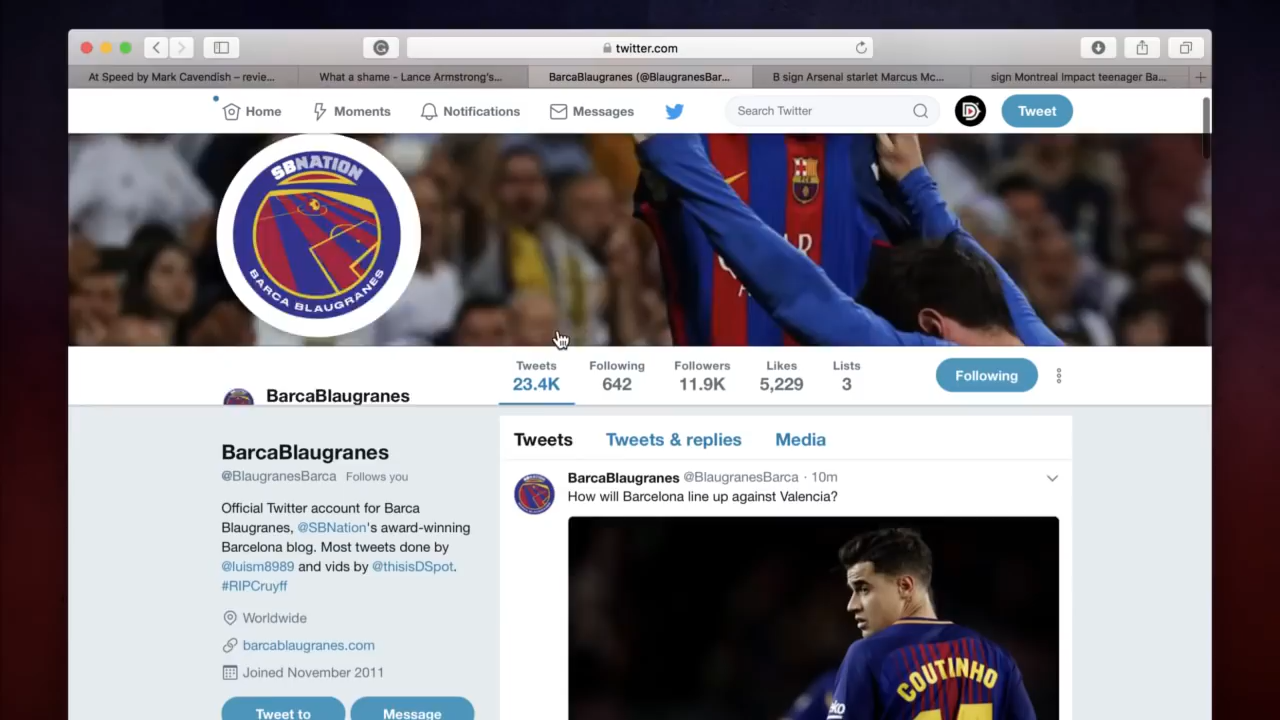 twitter.com
At Speed by Mark Cavendish – revie...
What a shame - Lance Armstrong's...
BarcaBlaugranes (@BlaugranesBar...
B sign Arsenal starlet Marcus Mc...
sign Montreal Impact teenager Ba...
Home
Moments
Notifications
Messages
Search Twitter
Tweet
SBNATION
BARCA BLAUGRANES
Tweets
23.4K
Following
642
Followers
11.9K
Likes
5,229
Lists
3
Following
BarcaBlaugranes
BarcaBlaugranes
@BlaugranesBarca Follows you
Official Twitter account for Barca
Blaugranes, @SBNation's award-winning
Barcelona blog. Most tweets done by
@luism8989 and vids by @thisisDSpot.
#RIPCruyff
Worldwide
barcablaugranes.com
Joined November 2011
Tweet to
Message
Tweets
Tweets & replies
Media
BarcaBlaugranes @BlaugranesBarca · 10m
How will Barcelona line up against Valencia?
COUTINHO